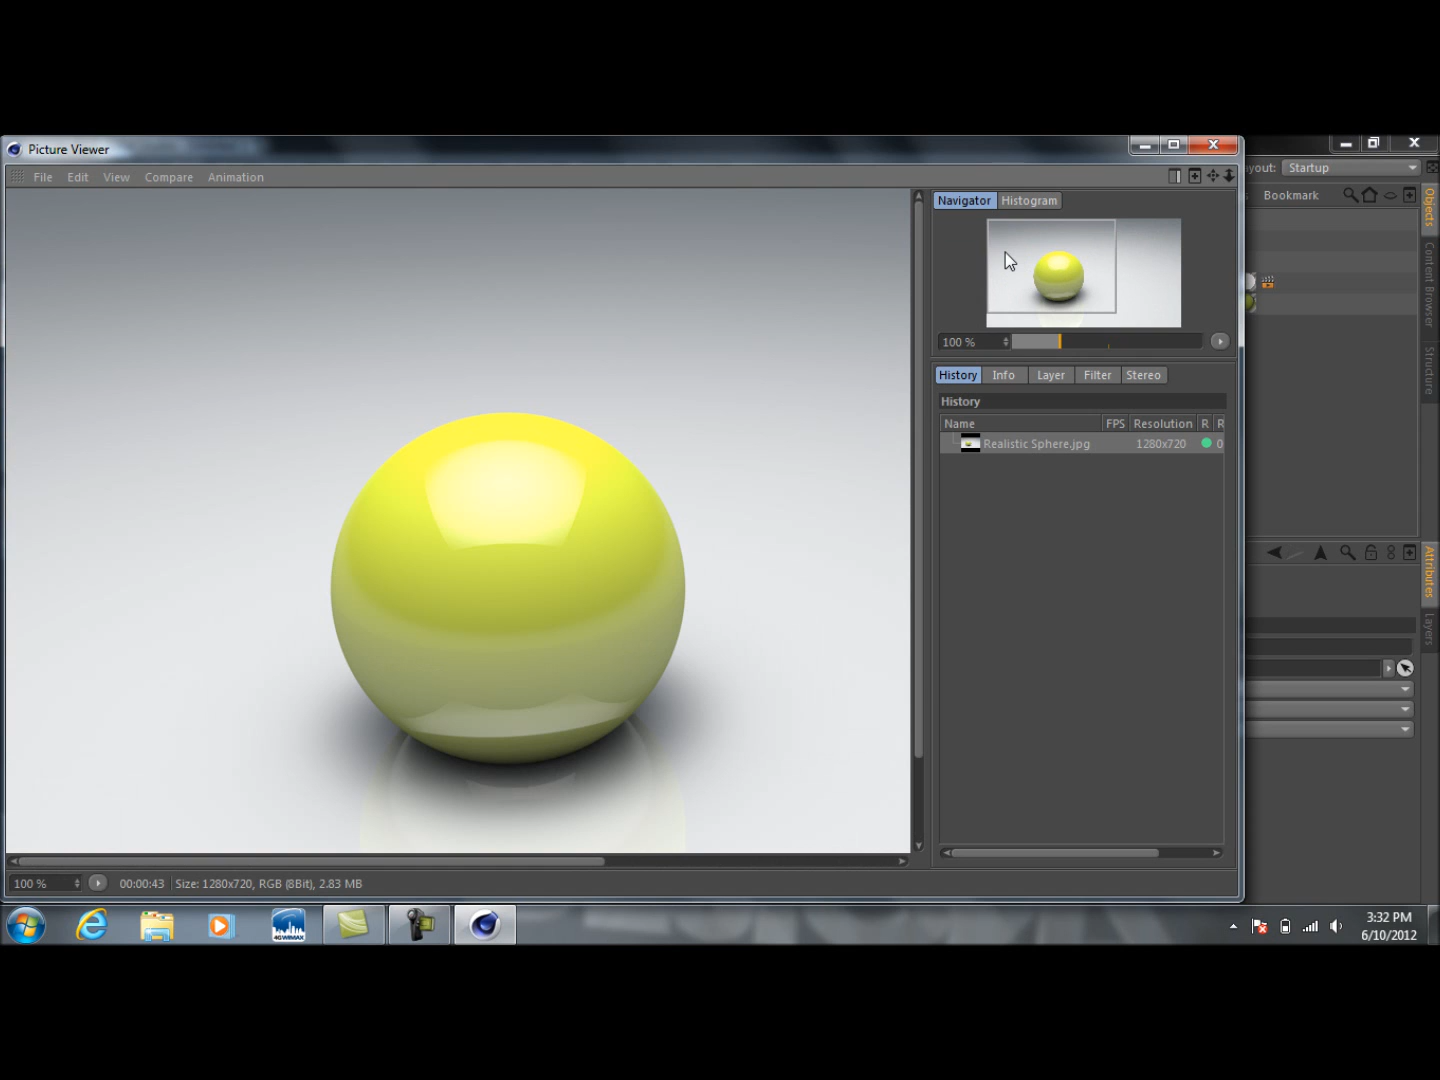 Picture Viewer
File Edit View Compare Animation
Navigator Histogram
100 %
History Info Layer Filter Stereo
History
Name FPS Resolution R R
Realistic Sphere.jpg 1280x720 0
100 % 00:00:43 Size: 1280x720, RGB (8Bit), 2.83 MB
Startup
Bookmark
Objects
Content Browser
Structure
Attributes
Layers
4GWIMAX
3:32 PM
6/10/2012